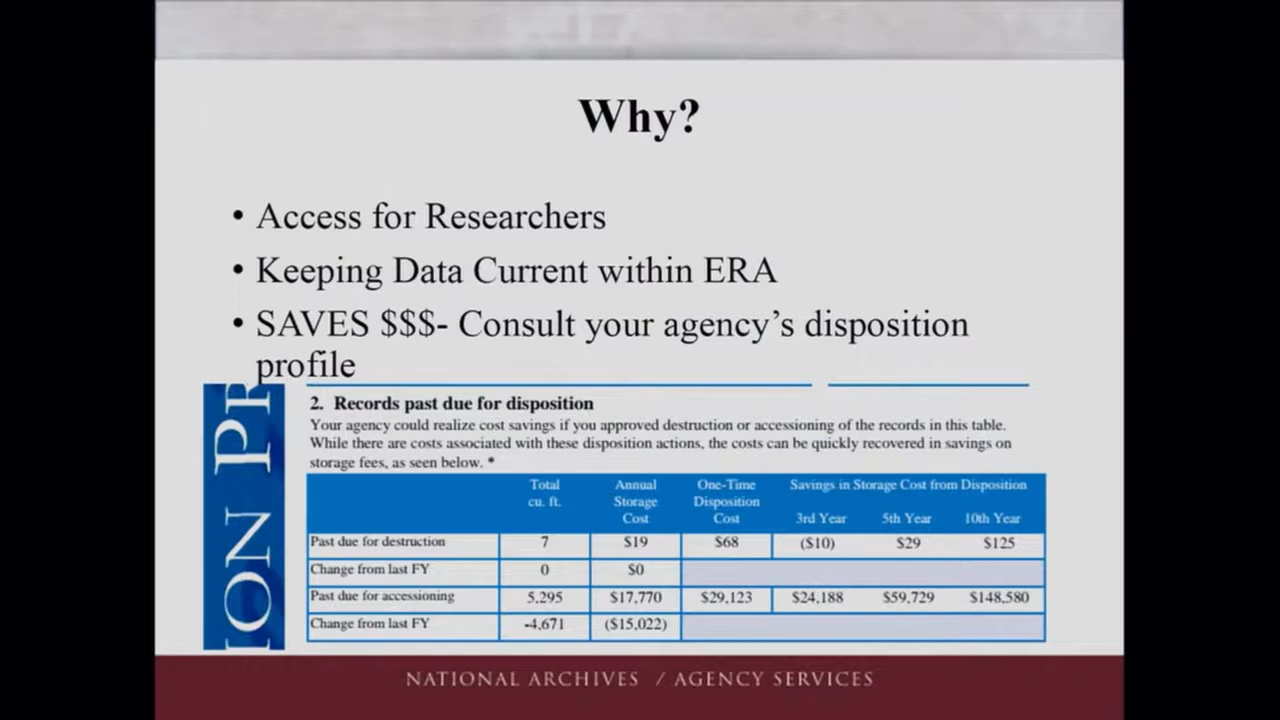 Why?
• Access for Researchers
• Keeping Data Current within ERA
• SAVES $$$- Consult your agency's disposition
profile
ION PR
2. Records past due for disposition
Your agency could realize cost savings if you approved destruction or accessioning of the records in this table.
While there are costs associated with these disposition actions, the costs can be quickly recovered in savings on
storage fees, as seen below. *
Total cu. ft. Annual Storage Cost One-Time Disposition Cost Savings in Storage Cost from Disposition
3rd Year 5th Year 10th Year
Past due for destruction 7 $19 $68 ($10) $29 $125
Change from last FY 0 $0
Past due for accessioning 5,295 $17,770 $29,123 $24,188 $59,729 $148,580
Change from last FY -4,671 ($15,022)
NATIONAL ARCHIVES / AGENCY SERVICES